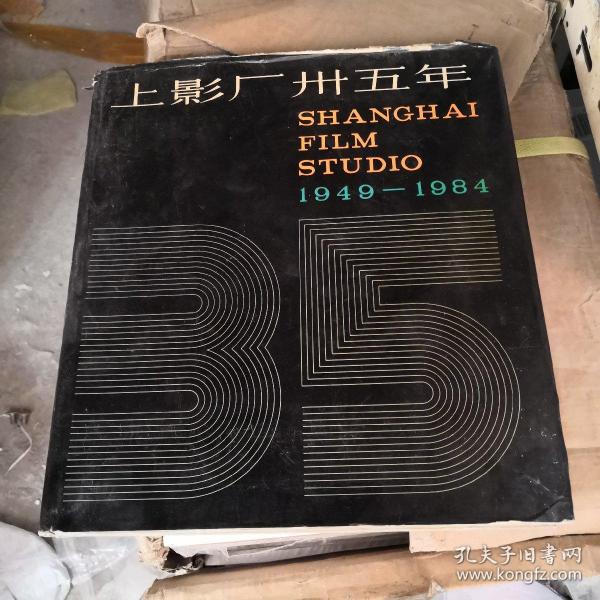 上影厂卅五年
SHANGHAI
FILM
STUDIO
1949—1984
35
孔夫子旧书网
www.kongfz.com